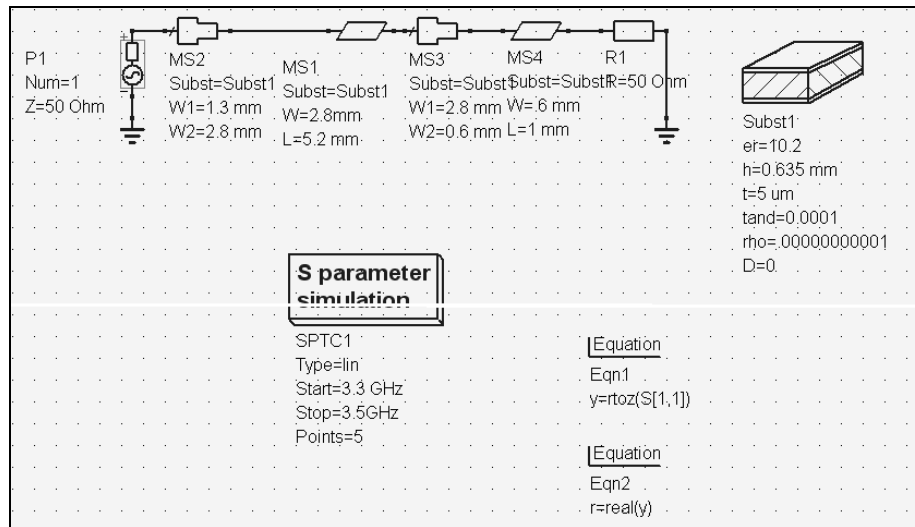 P1
Num=1
Z=50 Ohm
MS2
Subst=Subst1
W1=1.3 mm
W2=2.8 mm
MS1
Subst=Subst1
W=2.8mm
L=5.2 mm
MS3
Subst=Subst1
W1=2.8 mm
W2=0.6 mm
MS4
Subst=Subst1
W=.6 mm
L=1 mm
R1
R=50 Ohm
Subst1
er=10.2
h=0.635 mm
t=5 um
tand=0.0001
rho=.00000000001
D=0
S parameter
simulation
SPTC1
Type=lin
Start=3.3 GHz
Stop=3.5GHz
Points=5
Equation
Eqn1
y=rtoz(S[1,1])
Equation
Eqn2
r=real(y)